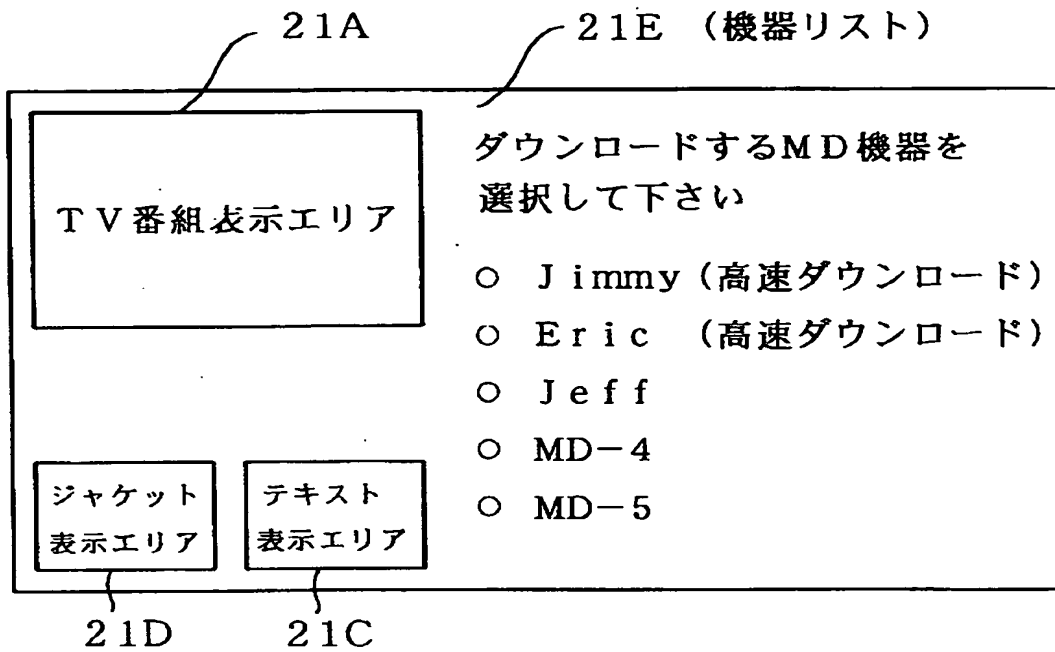 21A
21E (機器リスト)
TV番組表示エリア
ダウンロードするMD機器を
選択して下さい
○ Jimmy(高速ダウンロード)
○ Eric (高速ダウンロード)
○ Jeff
○ MD-4
○ MD-5
ジャケット
表示エリア
テキスト
表示エリア
21D
21C